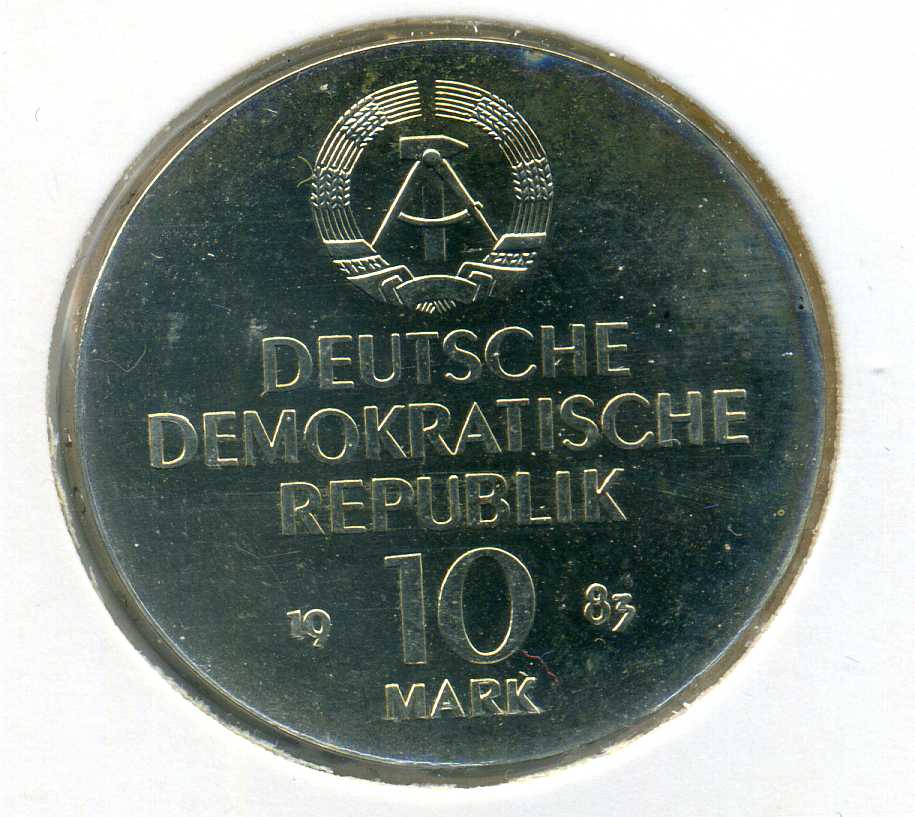 DEUTSCHE
DEMOKRATISCHE
REPUBLIK
19 10 83
MARK